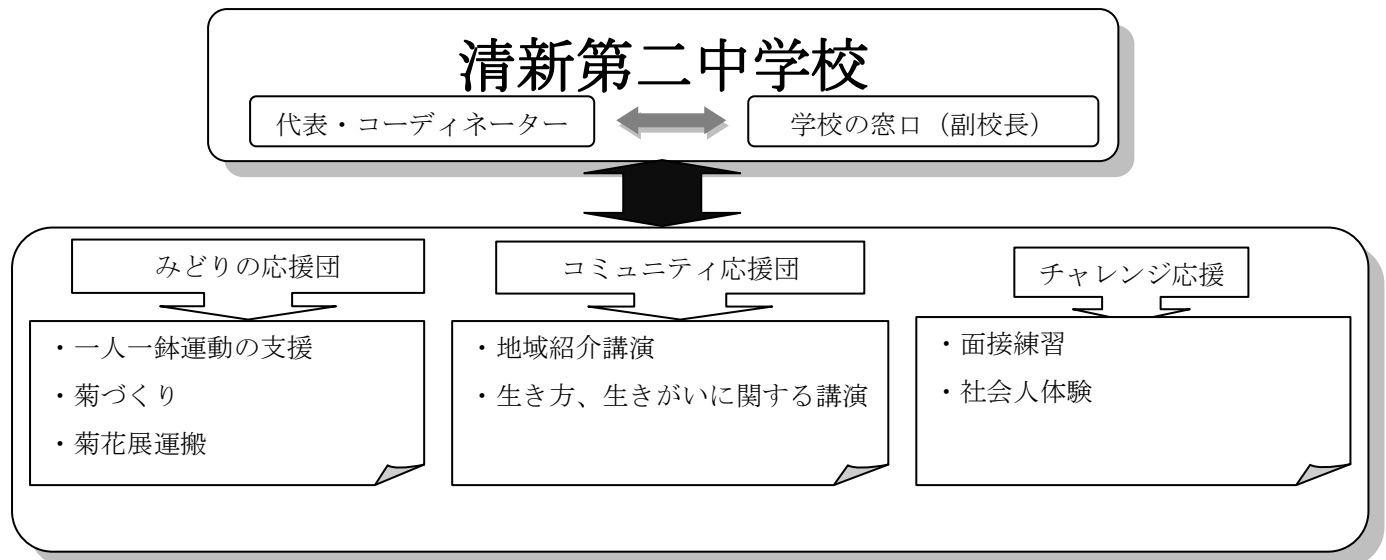 清新第二中学校
代表・コーディネーター
学校の窓口（副校長）
みどりの応援団
・一人一鉢運動の支援
・菊づくり
・菊花展運搬
コミュニティ応援団
・地域紹介講演
・生き方、生きがいに関する講演
チャレンジ応援
・面接練習
・社会人体験